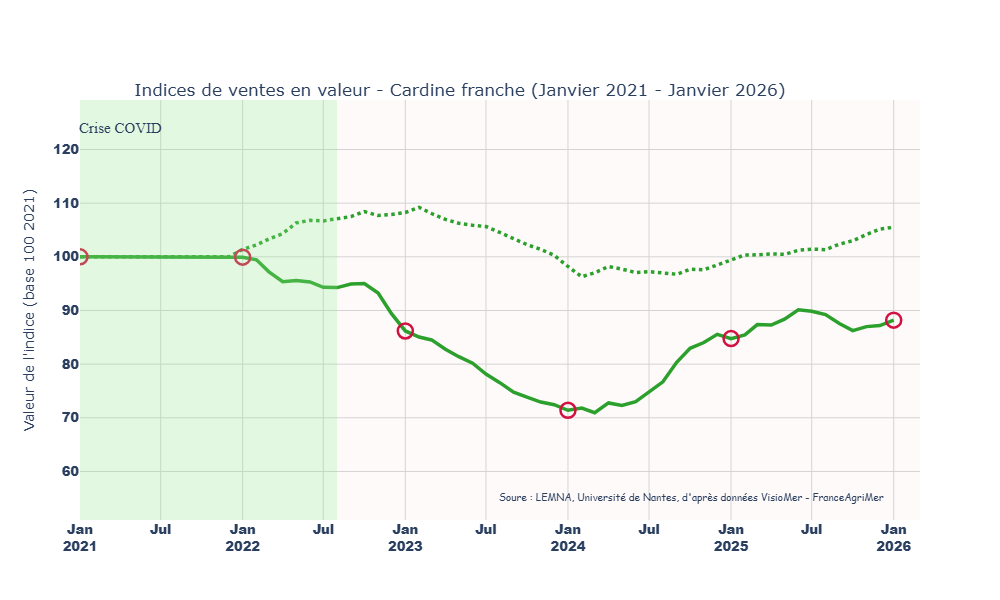 Indices de ventes en valeur - Cardine franche (Janvier 2021 - Janvier 2026)
Crise COVID
Valeur de l'indice (base 100 2021)
120
110
100
90
80
70
60
Soure : LEMNA, Université de Nantes, d'après données VisioMer - FranceAgriMer
Jan Jul Jan Jul Jan Jul Jan Jul Jan Jul Jan
2021 2022 2023 2024 2025 2026